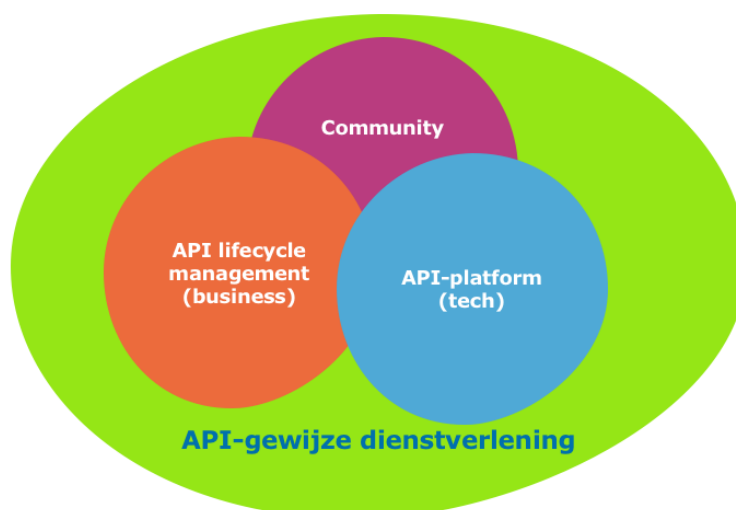 Community
API lifecycle
management
(business)
API-platform
(tech)
API-gewijze dienstverlening